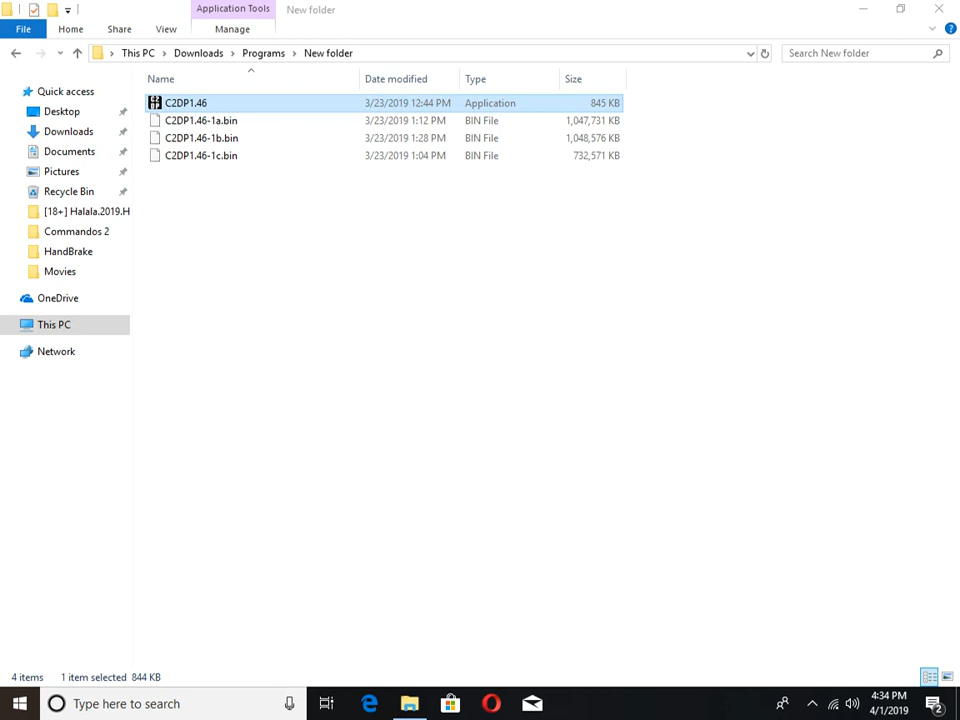 Application Tools New folder
File Home Share View Manage
This PC Downloads Programs New folder Search New folder
Name Date modified Type Size
C2DP1.46 3/23/2019 12:44 PM Application 845 KB
C2DP1.46-1a.bin 3/23/2019 1:12 PM BIN File 1,047,731 KB
C2DP1.46-1b.bin 3/23/2019 1:28 PM BIN File 1,048,576 KB
C2DP1.46-1c.bin 3/23/2019 1:04 PM BIN File 732,571 KB
Quick access
Desktop
Downloads
Documents
Pictures
Recycle Bin
[18+] Halala.2019.H
Commandos 2
HandBrake
Movies
OneDrive
This PC
Network
4 items 1 item selected 844 KB
Type here to search
4:34 PM
4/1/2019
2